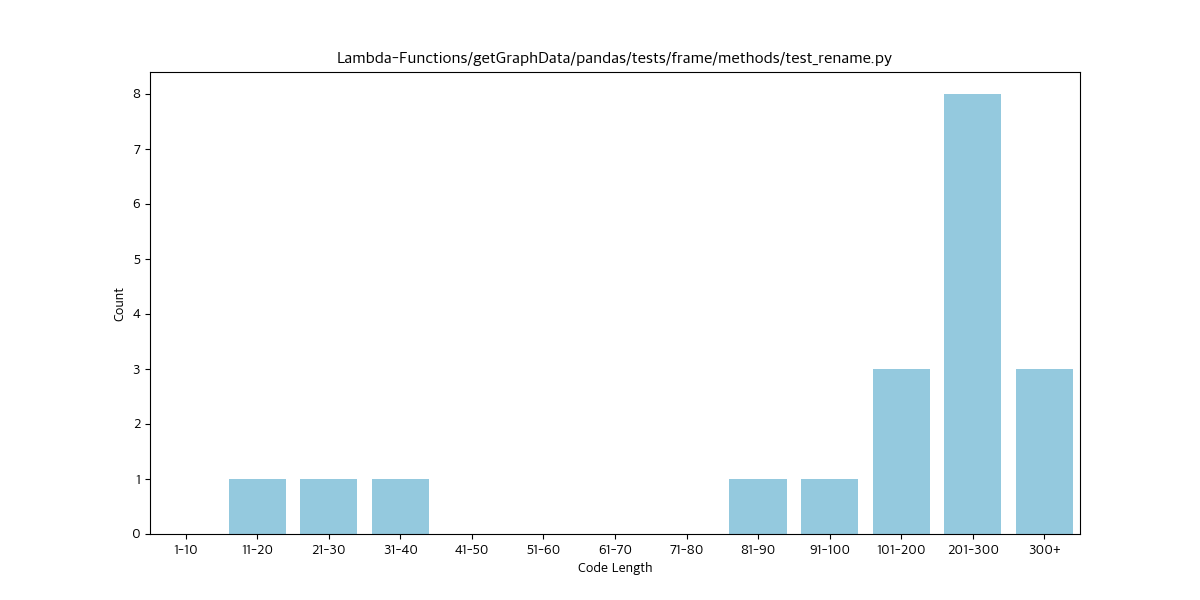 Lambda-Functions/getGraphData/pandas/tests/frame/methods/test_rename.py
8
7
6
5
4
3
2
1
0
Count
1-10 11-20 21-30 31-40 41-50 51-60 61-70 71-80 81-90 91-100 101-200 201-300 300+
Code Length